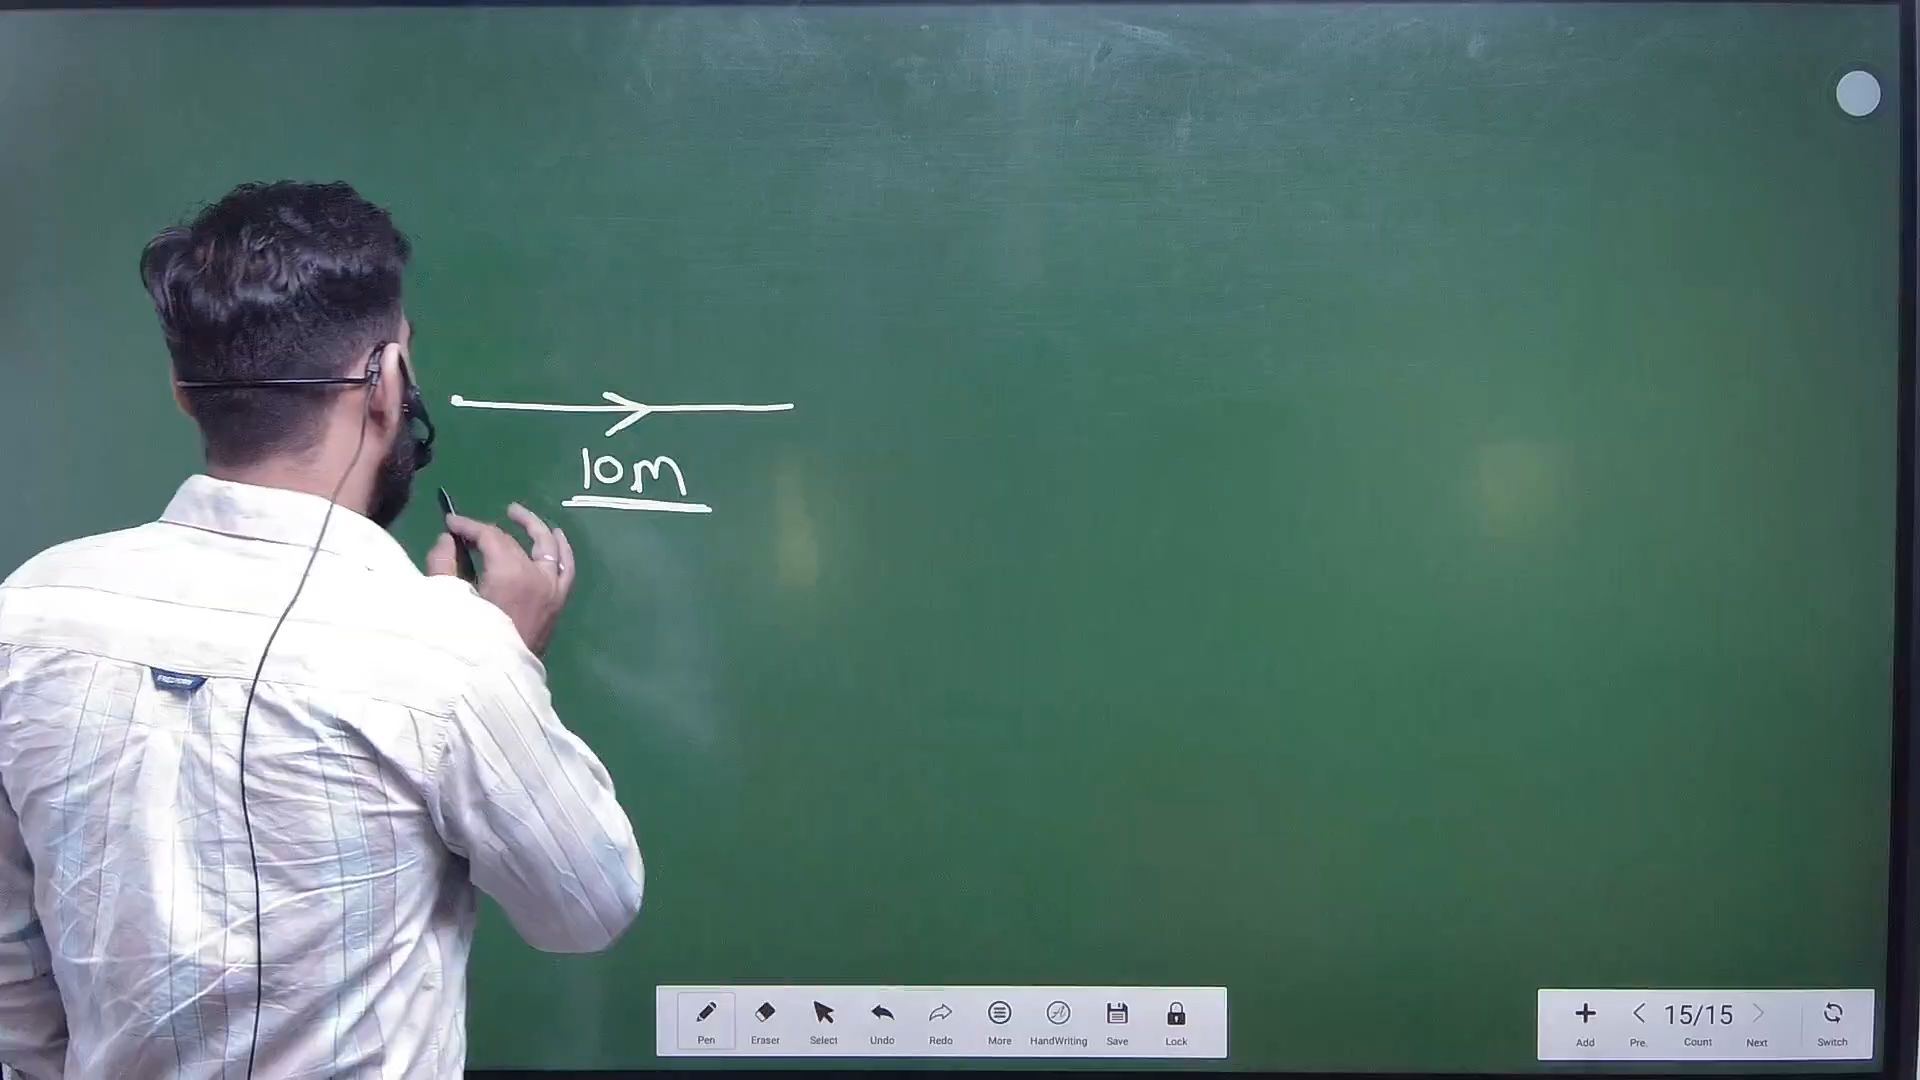 10m
Pen Eraser Select Undo Redo More HandWriting Save Lock
Add Pre. 15/15 Count Next Switch